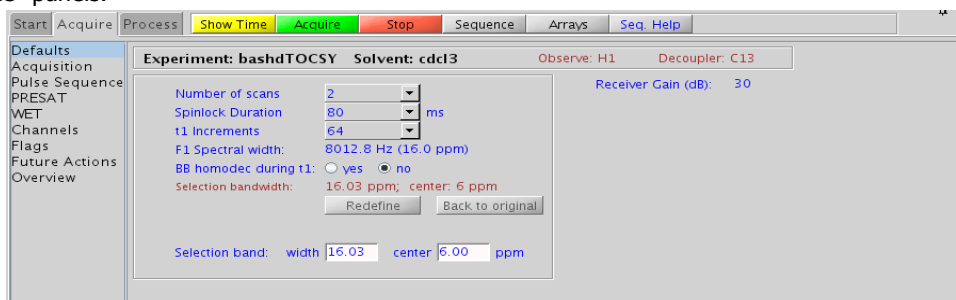 panels.
Start Acquire Process Show Time Acquire Stop Sequence Arrays Seq. Help
Defaults
Acquisition
Pulse Sequence
PRESAT
WET
Channels
Flags
Future Actions
Overview
Experiment: bashdTOCSY Solvent: cdcl3 Observe: H1 Decoupler: C13
Number of scans 2
Spinlock Duration 80 ms
t1 Increments 64
F1 Spectral width: 8012.8 Hz (16.0 ppm)
BB homodec during t1: yes no
Selection bandwidth: 16.03 ppm; center: 6 ppm
Redefine Back to original
Selection band: width 16.03 center 6.00 ppm
Receiver Gain (dB): 30